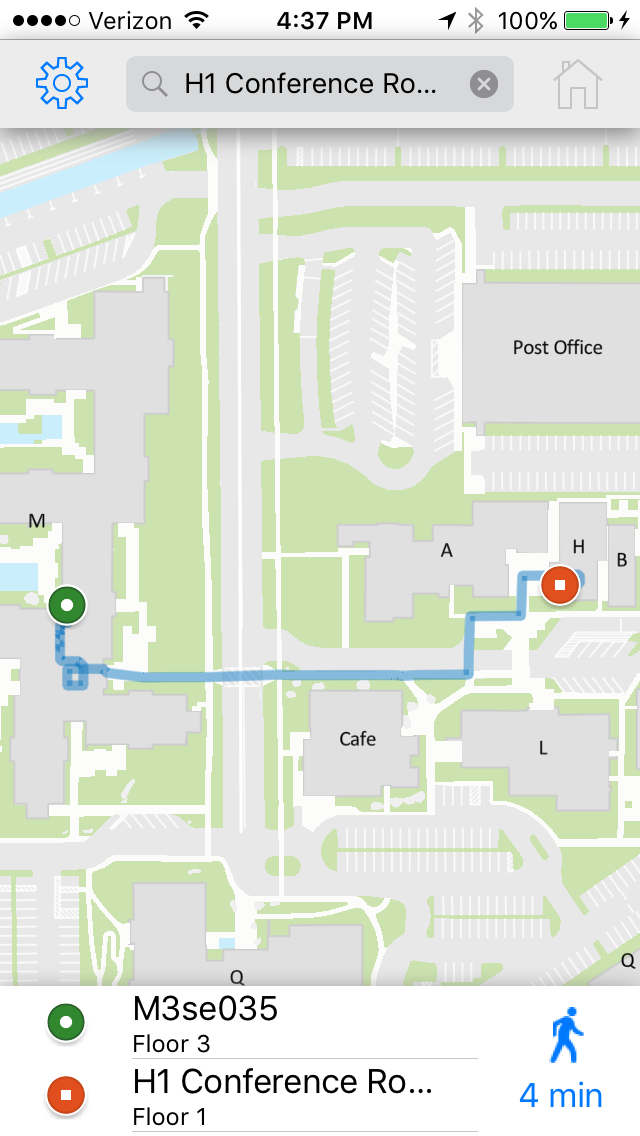 Verizon 4:37 PM 100%
H1 Conference Ro...
Post Office
M
A
H
B
Cafe
L
Q
Q
M3se035
Floor 3
H1 Conference Ro...
Floor 1
4 min